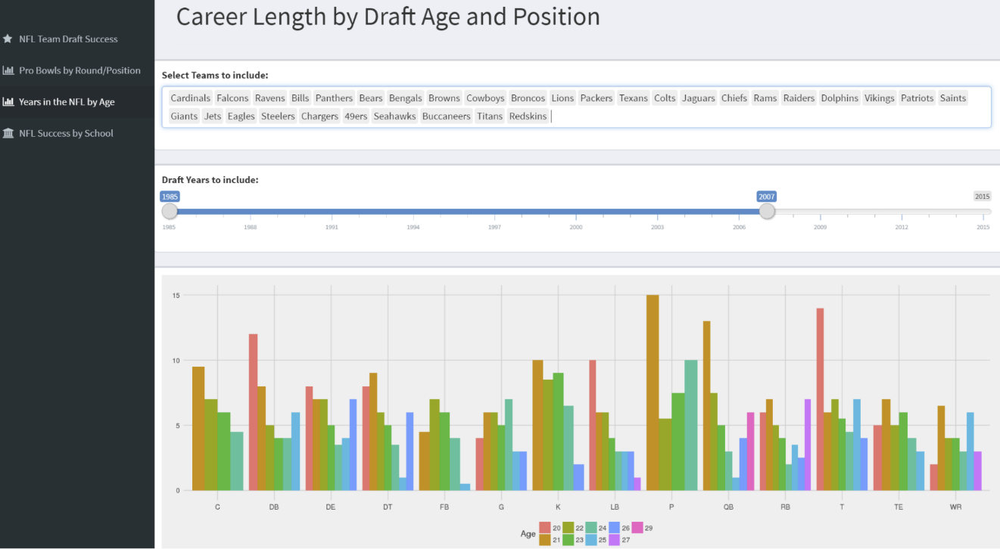 Career Length by Draft Age and Position
NFL Team Draft Success
Pro Bowls by Round/Position
Years in the NFL by Age
NFL Success by School
Select Teams to include:
Cardinals Falcons Ravens Bills Panthers Bears Bengals Browns Cowboys Broncos Lions Packers Texans Colts Jaguars Chiefs Rams Raiders Dolphins Vikings Patriots Saints
Giants Jets Eagles Steelers Chargers 49ers Seahawks Buccaneers Titans Redskins
Draft Years to include:
1985 2007 2015
1985 1988 1991 1994 1997 2000 2003 2006 2009 2012 2015
15
10
5
0
C DB DE DT FB G K LB P QB RB T TE WR
Age
20 22 24 26 29
21 23 25 27